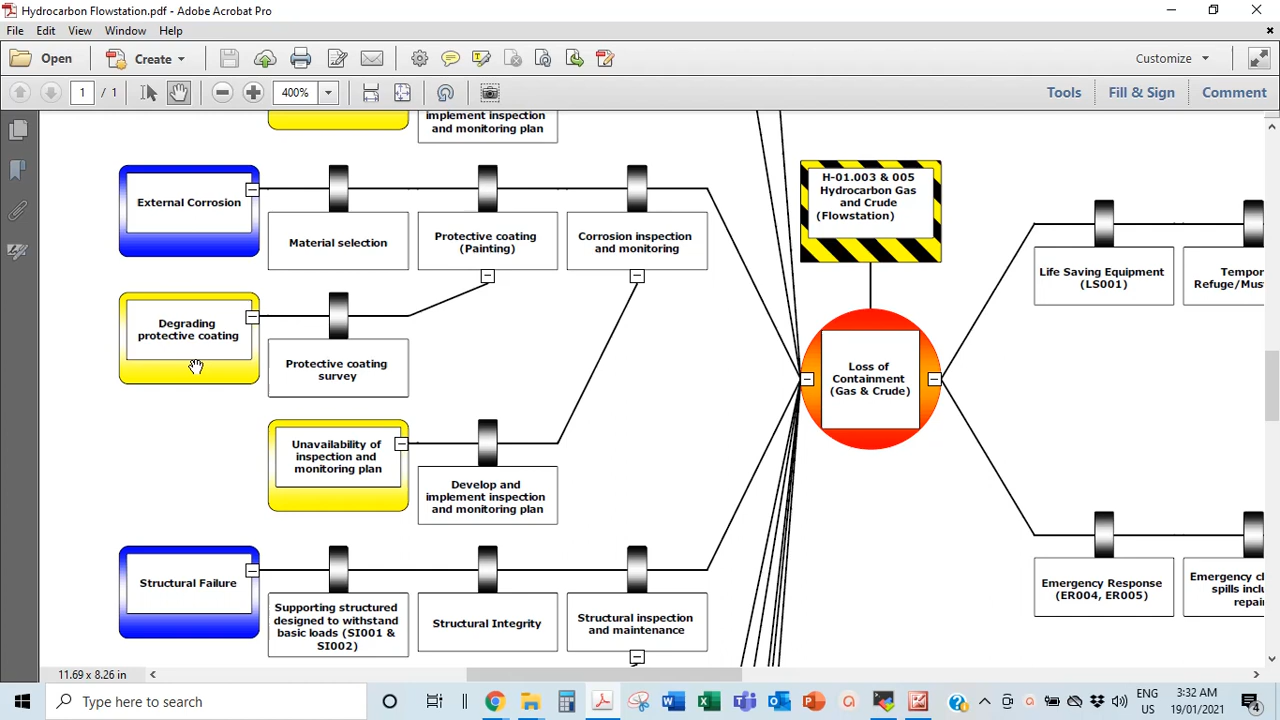 Hydrocarbon Flowstation.pdf - Adobe Acrobat Pro
File Edit View Window Help
Open Create Customize
1 / 1 400% Tools Fill & Sign Comment
implement inspection
and monitoring plan
External Corrosion
Material selection
Protective coating
(Painting)
Corrosion inspection
and monitoring
H-01.003 & 005
Hydrocarbon Gas
and Crude
(Flowstation)
Life Saving Equipment
(LS001)
Tempor
Refuge/Mus
Degrading
protective coating
Protective coating
survey
Loss of
Containment
(Gas & Crude)
Unavailability of
inspection and
monitoring plan
Develop and
implement inspection
and monitoring plan
Structural Failure
Supporting structured
designed to withstand
basic loads (SI001 &
SI002)
Structural Integrity
Structural inspection
and maintenance
Emergency Response
(ER004, ER005)
Emergency cl
spills inclu
repai
11.69 x 8.26 in
Type here to search
ENG
US
3:32 AM
19/01/2021
4